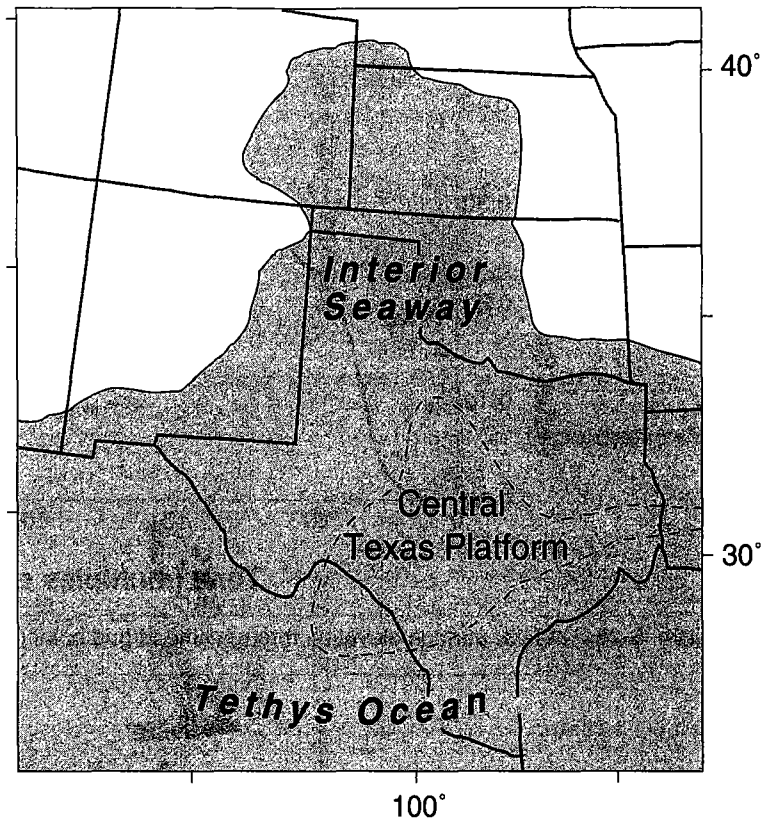 40°
Interior
Seaway
Central
Texas Platform
30°
Tethys Ocean
100°